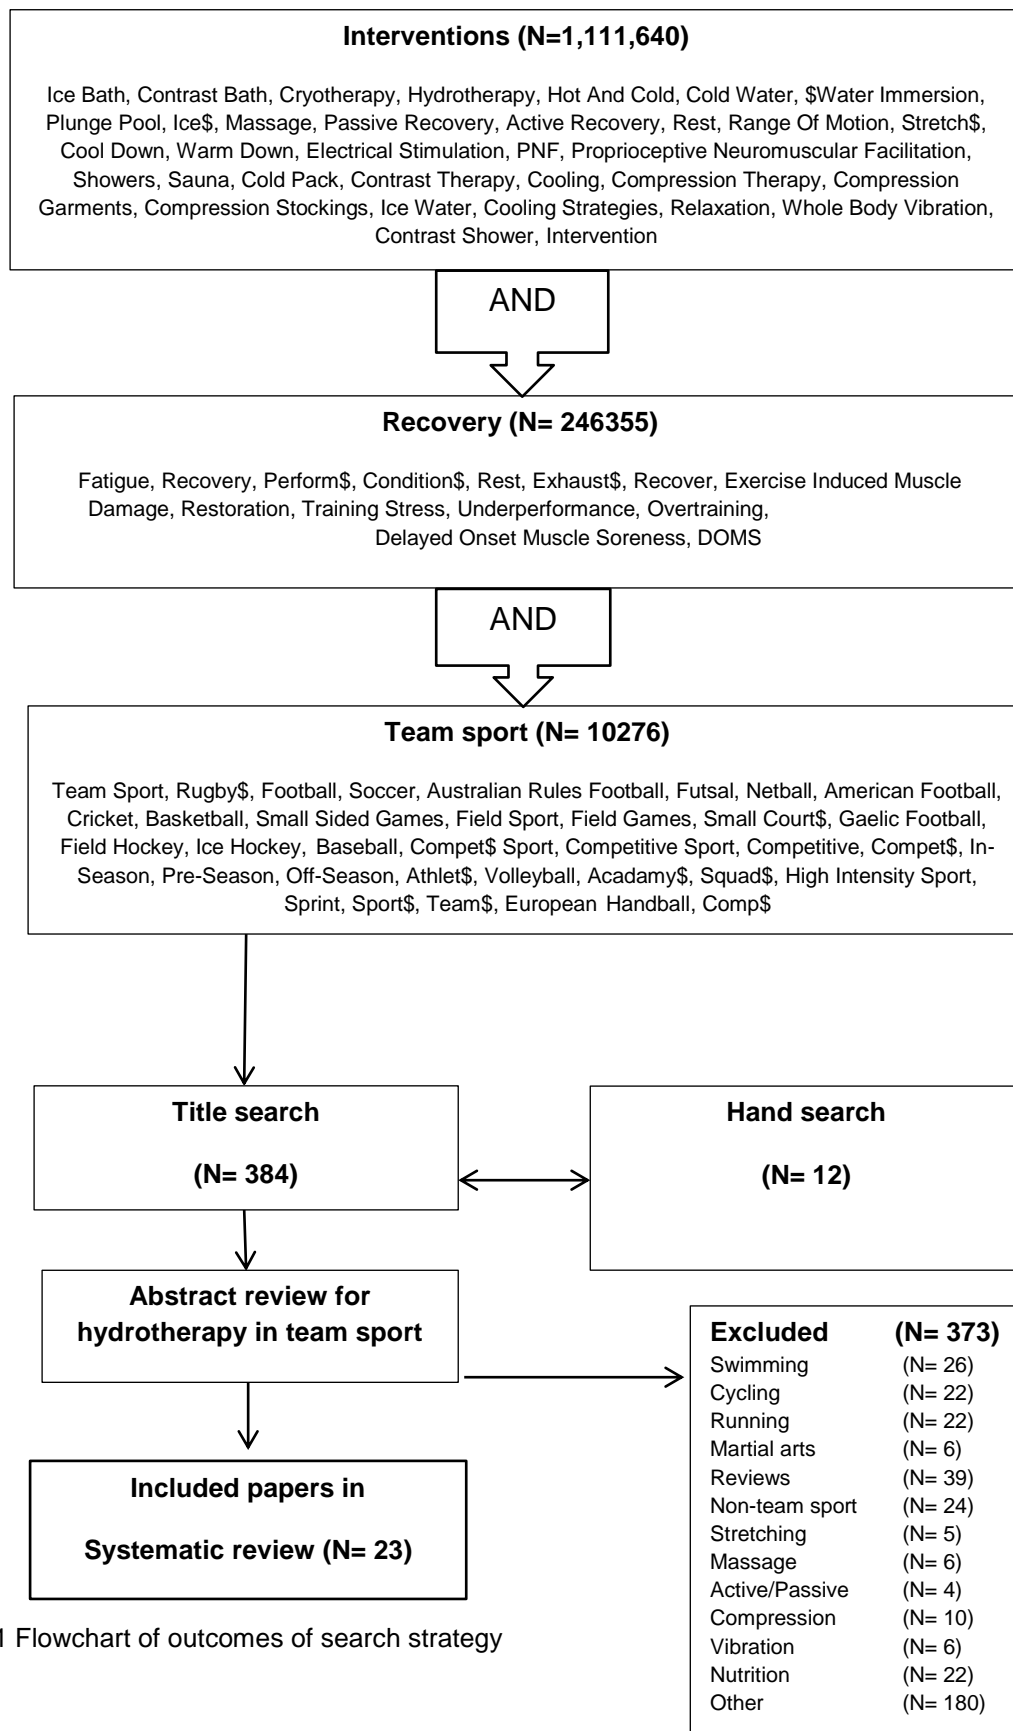 Interventions (N=1,111,640)
Ice Bath, Contrast Bath, Cryotherapy, Hydrotherapy, Hot And Cold, Cold Water, $Water Immersion,
Plunge Pool, Ice$, Massage, Passive Recovery, Active Recovery, Rest, Range Of Motion, Stretch$,
Cool Down, Warm Down, Electrical Stimulation, PNF, Proprioceptive Neuromuscular Facilitation,
Showers, Sauna, Cold Pack, Contrast Therapy, Cooling, Compression Therapy, Compression
Garments, Compression Stockings, Ice Water, Cooling Strategies, Relaxation, Whole Body Vibration,
Contrast Shower, Intervention
AND
Recovery (N= 246355)
Fatigue, Recovery, Perform$, Condition$, Rest, Exhaust$, Recover, Exercise Induced Muscle
Damage, Restoration, Training Stress, Underperformance, Overtraining,
Delayed Onset Muscle Soreness, DOMS
AND
Team sport (N= 10276)
Team Sport, Rugby$, Football, Soccer, Australian Rules Football, Futsal, Netball, American Football,
Cricket, Basketball, Small Sided Games, Field Sport, Field Games, Small Court$, Gaelic Football,
Field Hockey, Ice Hockey, Baseball, Compet$ Sport, Competitive Sport, Competitive, Compet$, In-
Season, Pre-Season, Off-Season, Athlet$, Volleyball, Acadamy$, Squad$, High Intensity Sport,
Sprint, Sport$, Team$, European Handball, Comp$
Title search
(N= 384)
Hand search
(N= 12)
Abstract review for
hydrotherapy in team sport
Excluded (N= 373)
Swimming (N= 26)
Cycling (N= 22)
Running (N= 22)
Martial arts (N= 6)
Reviews (N= 39)
Non-team sport (N= 24)
Stretching (N= 5)
Massage (N= 6)
Active/Passive (N= 4)
Compression (N= 10)
Vibration (N= 6)
Nutrition (N= 22)
Other (N= 180)
Included papers in
Systematic review (N= 23)
1 Flowchart of outcomes of search strategy